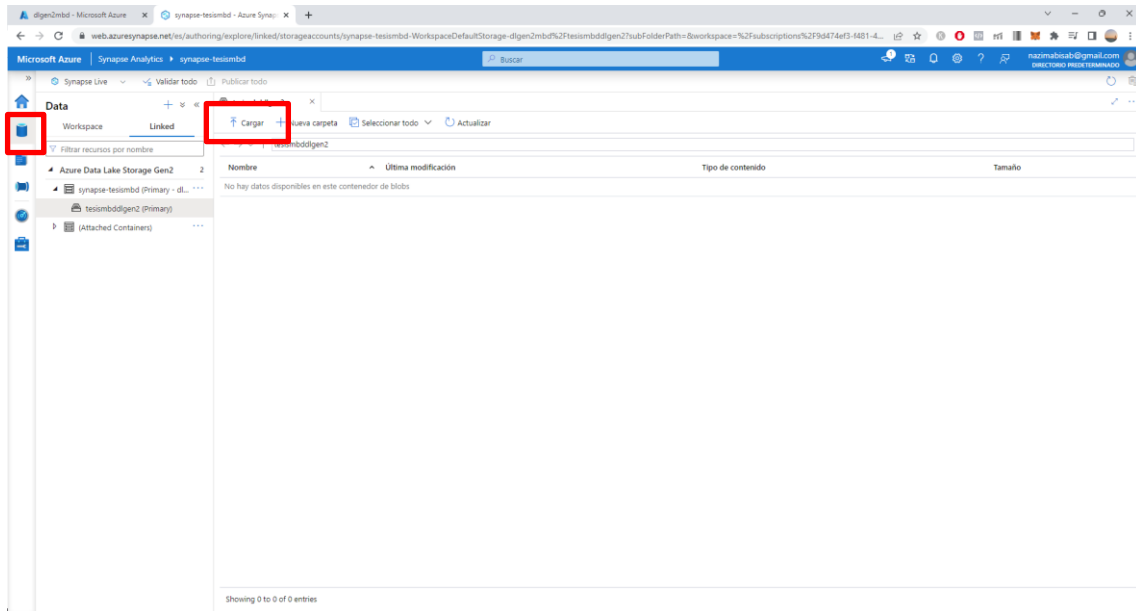 dlgen2mbd - Microsoft Azure
synapse-tesismbd - Azure Synaps
web.azuresynapse.net/es/authoring/explore/linked/storageaccounts/synapse-tesismbd-WorkspaceDefaultStorage-dlgen2mbd%2Ftesismbddlgen2?subFolderPath=&workspace=%2Fsubscriptions%2F9d474ef3-f481-4...
Microsoft Azure | Synapse Analytics synapse-tesismbd
Buscar
nazimabisab@gmail.com
DIRECTORIO PREDETERMINADO
Synapse Live Validar todo Publicar todo
Data
Workspace Linked
Filtrar recursos por nombre
Azure Data Lake Storage Gen2 2
synapse-tesismbd (Primary - dl...
tesismbddlgen2 (Primary)
(Attached Containers)
Cargar Nueva carpeta Seleccionar todo Actualizar
tesismbddlgen2
Nombre Última modificación Tipo de contenido Tamaño
No hay datos disponibles en este contenedor de blobs
Showing 0 to 0 of 0 entries